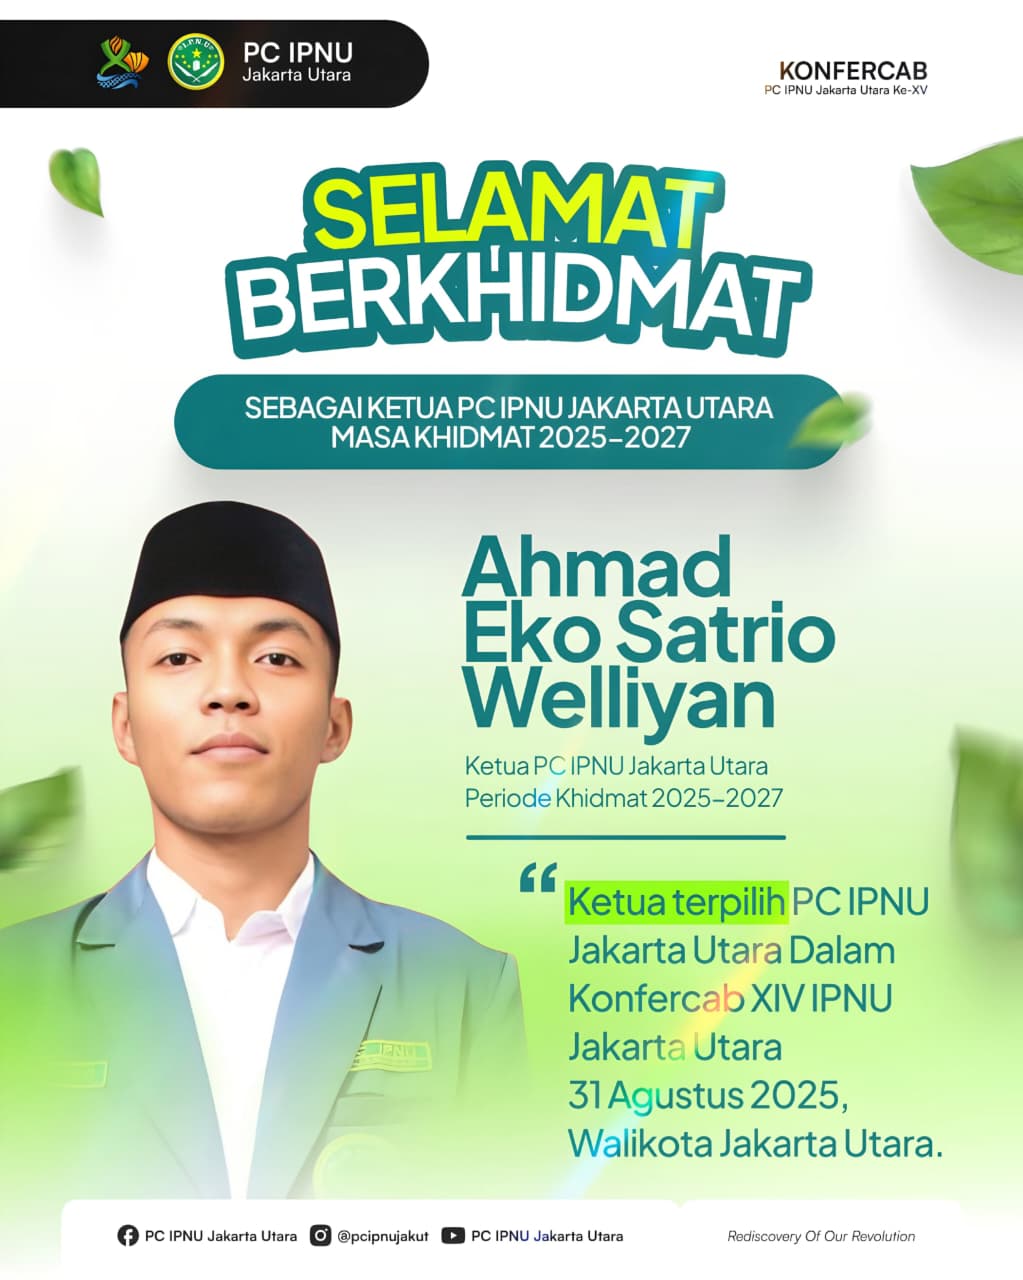 I.P.N.U
PC IPNU
Jakarta Utara
KONFERCAB
PC IPNU Jakarta Utara Ke-XV
SELAMAT
BERKHIDMAT
SEBAGAI KETUA PC IPNU JAKARTA UTARA
MASA KHIDMAT 2025–2027
Ahmad
Eko Satrio
Welliyan
Ketua PC IPNU Jakarta Utara
Periode Khidmat 2025–2027
“
Ketua terpilih PC IPNU
Jakarta Utara Dalam
Konfercab XIV IPNU
Jakarta Utara
31 Agustus 2025,
Walikota Jakarta Utara.
IPNU
PC IPNU Jakarta Utara
@pcipnujakut
PC IPNU Jakarta Utara
Rediscovery Of Our Revolution